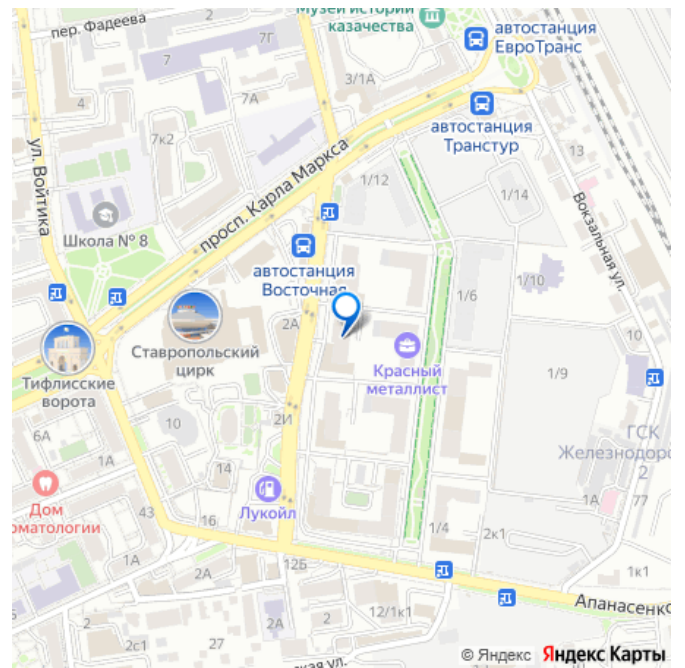 Музей истории
казачества
автостанция
ЕвроТранс
пер. Фадеева
7
7Г
3/1А
7А
автостанция
Транстур
7к2
просп. Карла Маркса
ул. Войтика
1/12
13
1/14
Школа № 8
Вокзальная ул.
автостанция
Восточная
1/10
1/6
2А
10
Ставропольский
цирк
Красный
металлист
Тифлисские
ворота
1/9
2И
6А
10
ГСК
Железнодоро
2
14
Лукойл
Дом
оматологии
1А
77
43
16
1/4
2к1
12Б
2А
1к1
Апанасенко
2А
2
12/1к1
2
2с1
27
ская ул.
© Яндекс Яндекс Карты